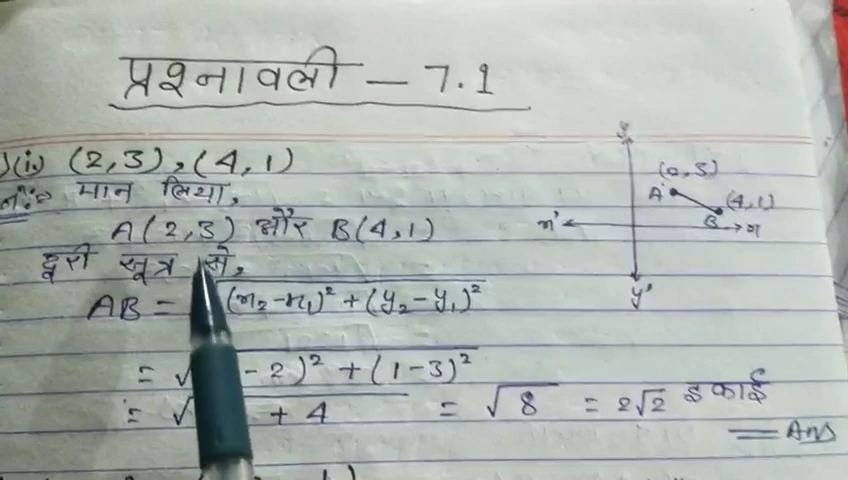 प्रश्नावली – 7.1
(i) (2,3), (4,1)
मान लिया,
A(2,3) और B(4,1)
दूरी सूत्र से,
AB = (x₂-x₁)² + (y₂-y₁)²
= √ -2)² + (1-3)²
= √ + 4 = √8 = 2√2 इकाई
Ans
y
(2,3)
A
(4,1)
B
x' x
y'